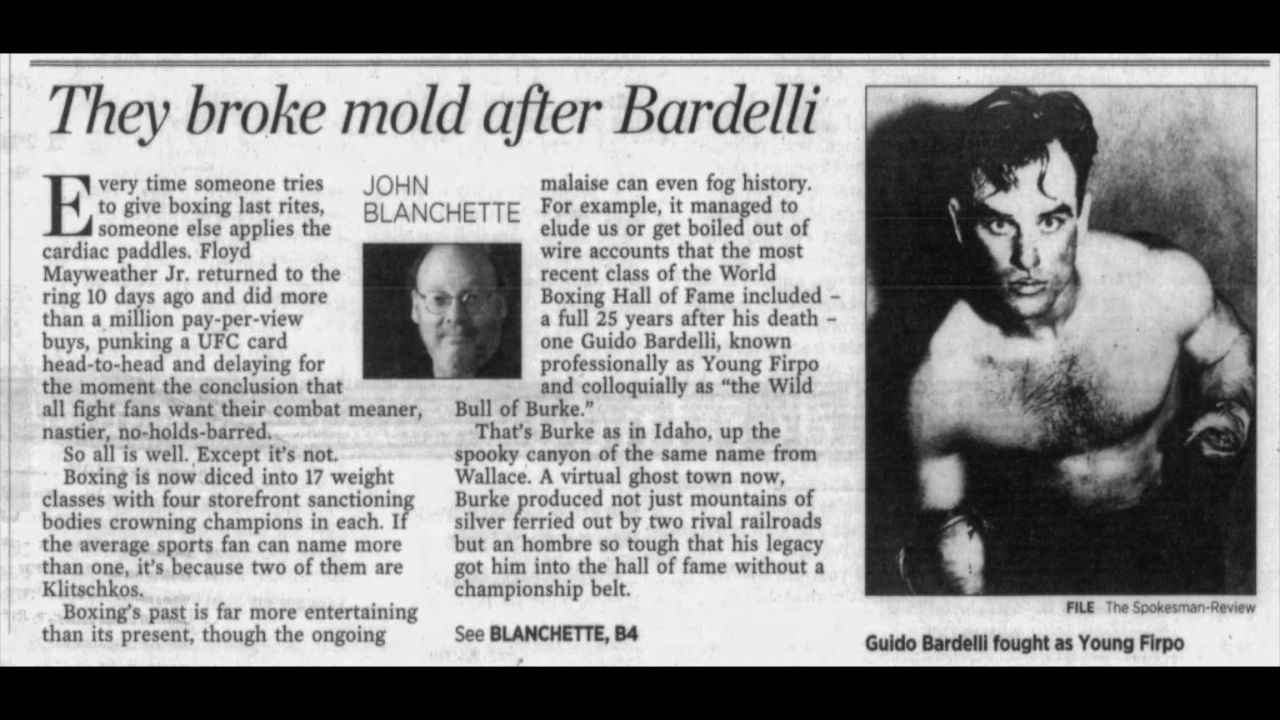 They broke mold after Bardelli
Every time someone tries
to give boxing last rites,
someone else applies the
cardiac paddles. Floyd
Mayweather Jr. returned to the
ring 10 days ago and did more
than a million pay-per-view
buys, punking a UFC card
head-to-head and delaying for
the moment the conclusion that
all fight fans want their combat meaner,
nastier, no-holds-barred.
So all is well. Except it's not.
Boxing is now diced into 17 weight
classes with four storefront sanctioning
bodies crowning champions in each. If
the average sports fan can name more
than one, it's because two of them are
Klitschkos.
Boxing's past is far more entertaining
than its present, though the ongoing
JOHN
BLANCHETTE
malaise can even fog history.
For example, it managed to
elude us or get boiled out of
wire accounts that the most
recent class of the World
Boxing Hall of Fame included –
a full 25 years after his death –
one Guido Bardelli, known
professionally as Young Firpo
and colloquially as “the Wild
Bull of Burke.”
That's Burke as in Idaho, up the
spooky canyon of the same name from
Wallace. A virtual ghost town now,
Burke produced not just mountains of
silver ferried out by two rival railroads
but an hombre so tough that his legacy
got him into the hall of fame without a
championship belt.
See BLANCHETTE, B4
FILE The Spokesman-Review
Guido Bardelli fought as Young Firpo